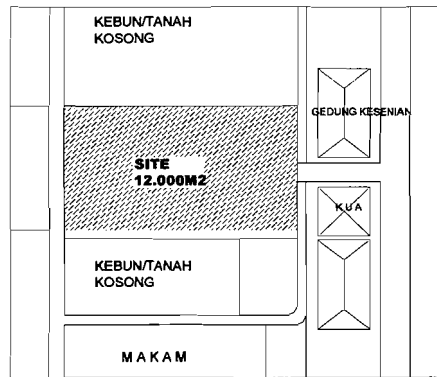 KEBUN/TANAH
KOSONG
GEDUNG KESENIAN
SITE
12.000M2
KUA
KEBUN/TANAH
KOSONG
MAKAM